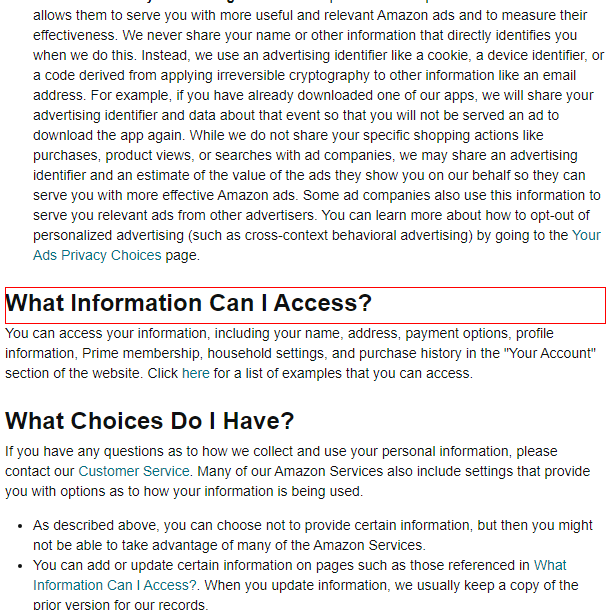 allows them to serve you with more useful and relevant Amazon ads and to measure their
effectiveness. We never share your name or other information that directly identifies you
when we do this. Instead, we use an advertising identifier like a cookie, a device identifier, or
a code derived from applying irreversible cryptography to other information like an email
address. For example, if you have already downloaded one of our apps, we will share your
advertising identifier and data about that event so that you will not be served an ad to
download the app again. While we do not share your specific shopping actions like
purchases, product views, or searches with ad companies, we may share an advertising
identifier and an estimate of the value of the ads they show you on our behalf so they can
serve you with more effective Amazon ads. Some ad companies also use this information to
serve you relevant ads from other advertisers. You can learn more about how to opt-out of
personalized advertising (such as cross-context behavioral advertising) by going to the Your
Ads Privacy Choices page.
What Information Can I Access?
You can access your information, including your name, address, payment options, profile
information, Prime membership, household settings, and purchase history in the "Your Account"
section of the website. Click here for a list of examples that you can access.
What Choices Do I Have?
If you have any questions as to how we collect and use your personal information, please
contact our Customer Service. Many of our Amazon Services also include settings that provide
you with options as to how your information is being used.
• As described above, you can choose not to provide certain information, but then you might
not be able to take advantage of many of the Amazon Services.
• You can add or update certain information on pages such as those referenced in What
Information Can I Access?. When you update information, we usually keep a copy of the
prior version for our records.